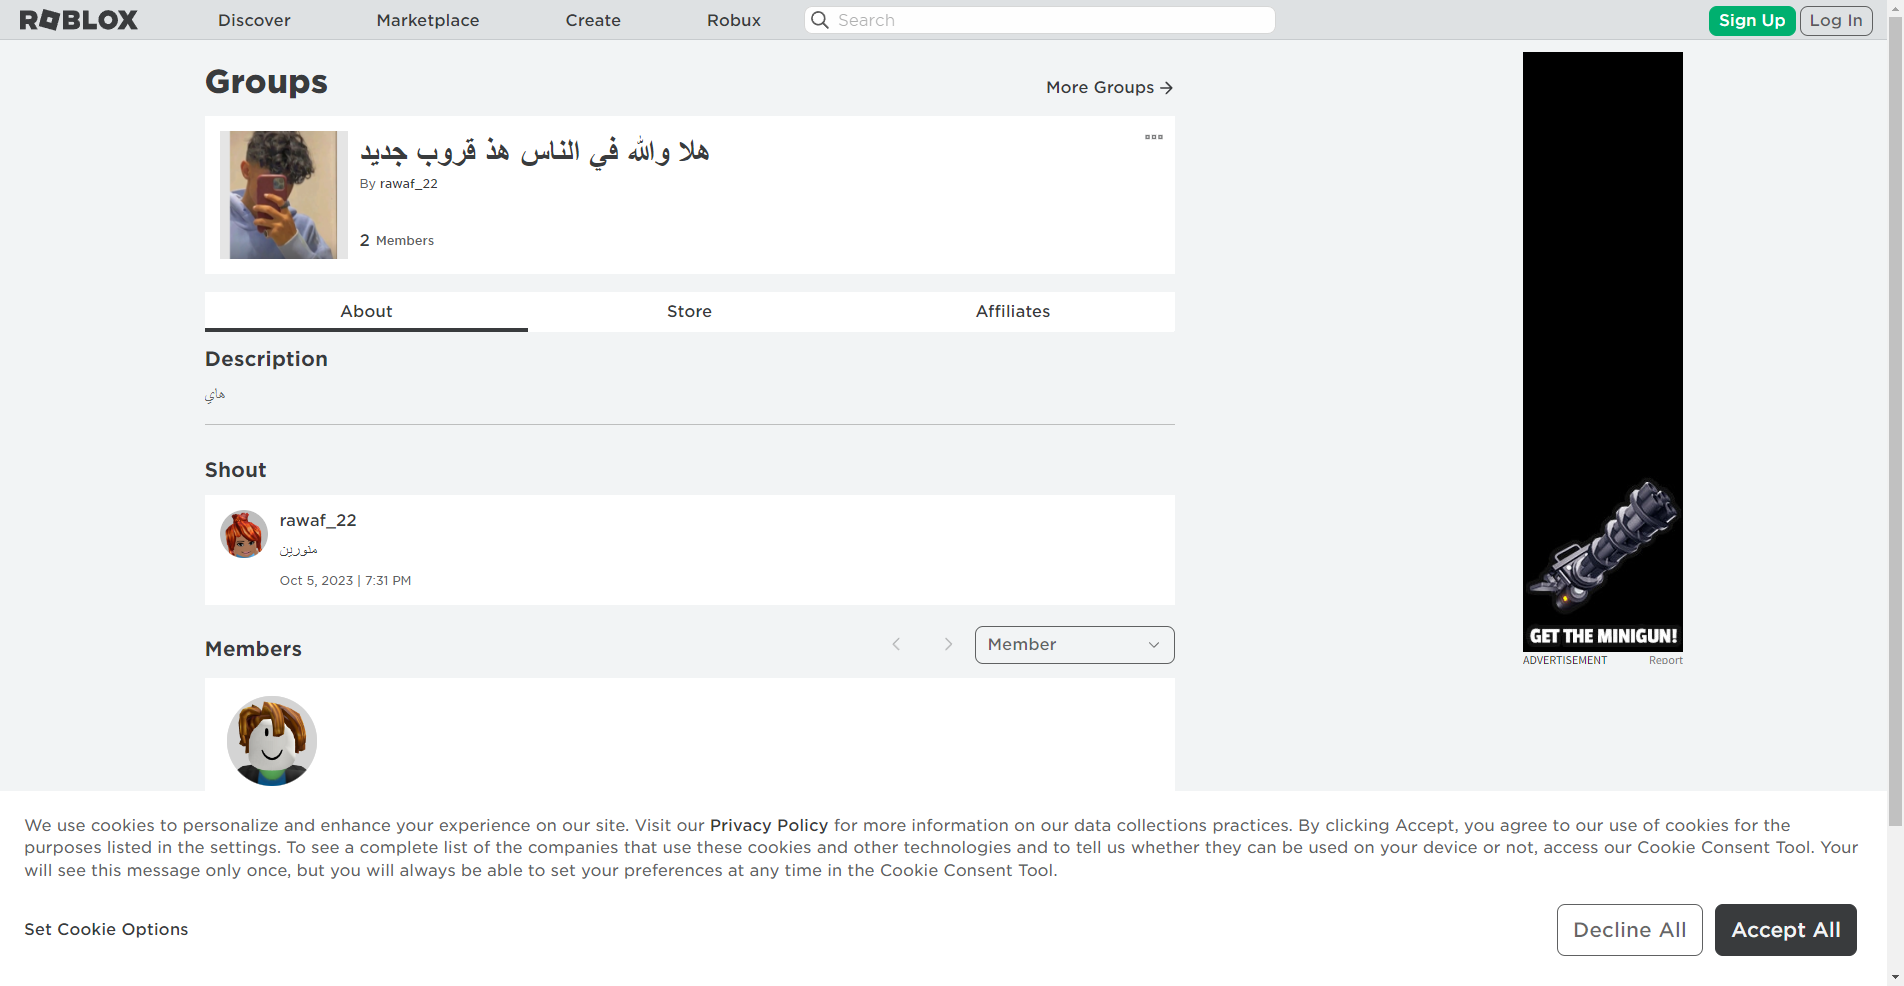 ROBLOX
Discover
Marketplace
Create
Robux
Search
Sign Up
Log In
Groups
More Groups
هلا والله في الناس هذ قروب جديد
By rawaf_22
2 Members
About
Store
Affiliates
Description
هاي
Shout
rawaf_22
منورين
Oct 5, 2023 | 7:31 PM
Members
Member
GET THE MINIGUN!
ADVERTISEMENT
Report
We use cookies to personalize and enhance your experience on our site. Visit our Privacy Policy for more information on our data collections practices. By clicking Accept, you agree to our use of cookies for the
purposes listed in the settings. To see a complete list of the companies that use these cookies and other technologies and to tell us whether they can be used on your device or not, access our Cookie Consent Tool. Your
will see this message only once, but you will always be able to set your preferences at any time in the Cookie Consent Tool.
Set Cookie Options
Decline All
Accept All